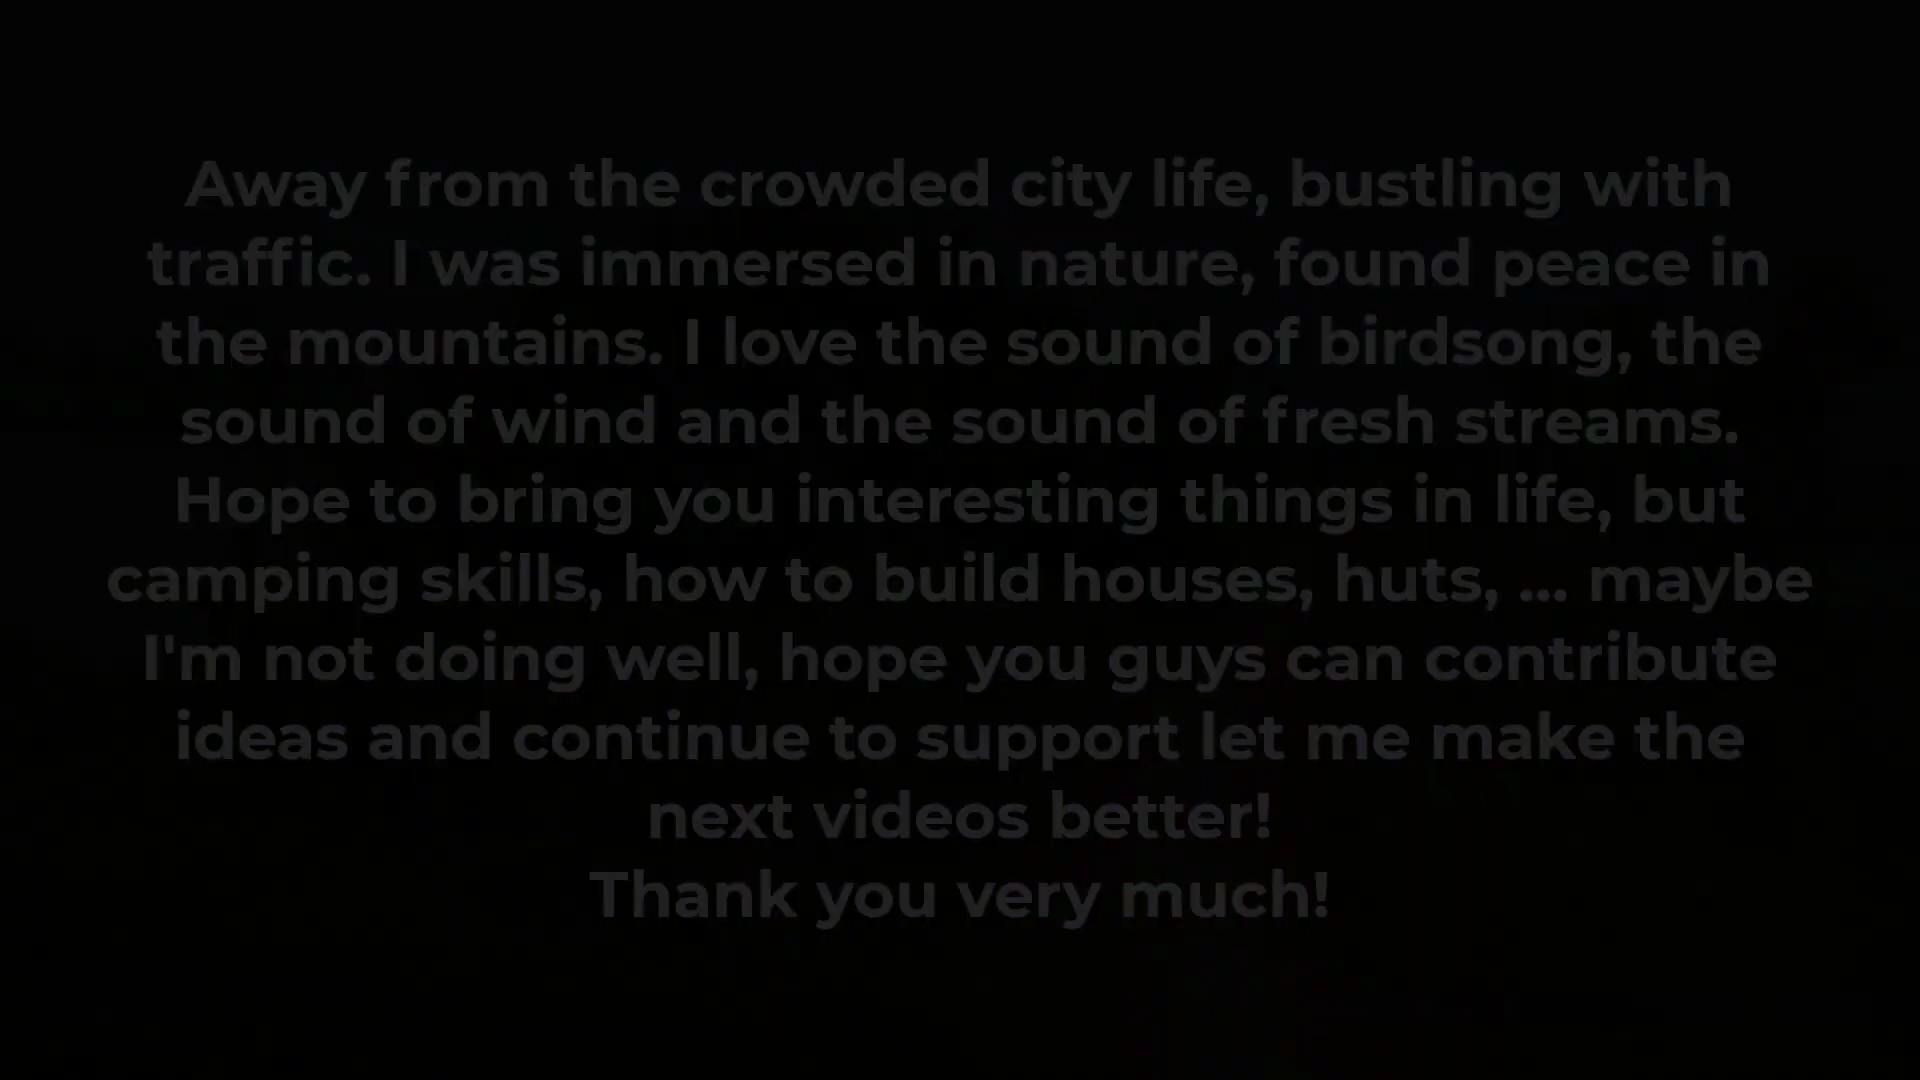 Away from the crowded city life, bustling with
traffic. I was immersed in nature, found peace in
the mountains. I love the sound of birdsong, the
sound of wind and the sound of fresh streams.
Hope to bring you interesting things in life, but
camping skills, how to build houses, huts, ... maybe
I'm not doing well, hope you guys can contribute
ideas and continue to support let me make the
next videos better!
Thank you very much!